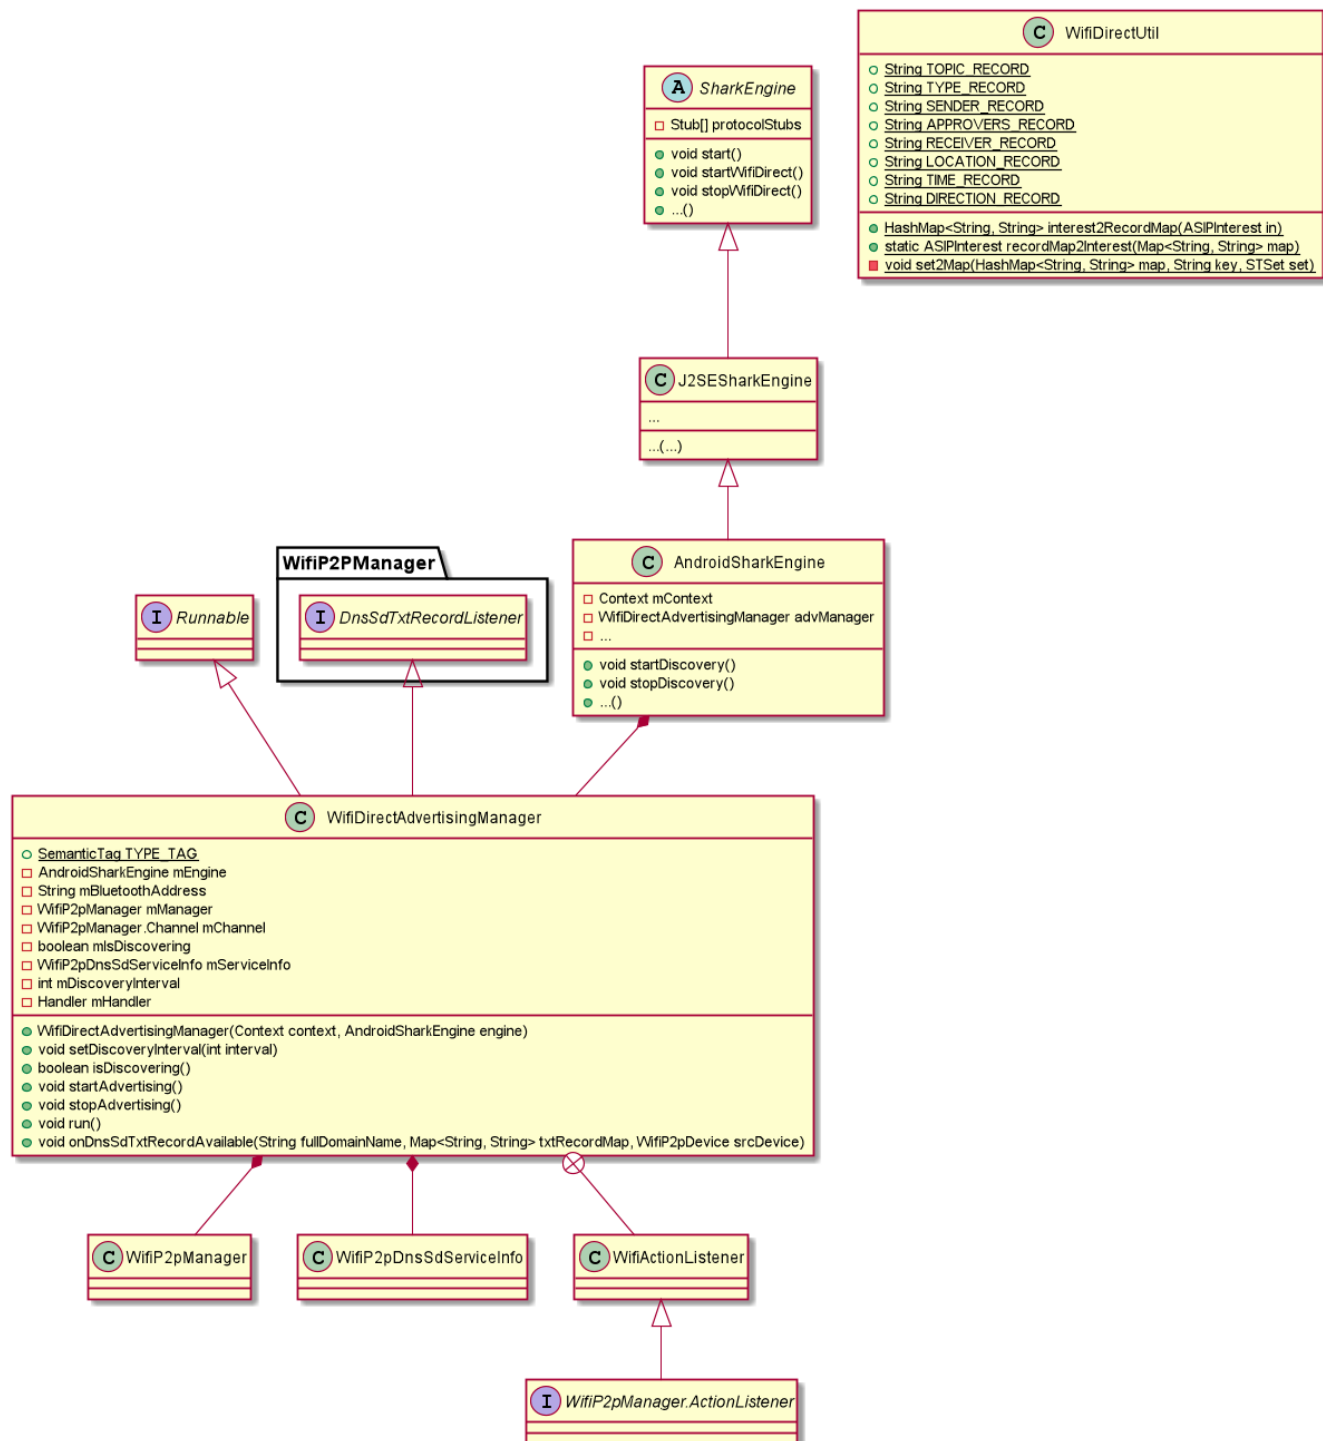 C WifiDirectUtil
String TOPIC_RECORD
String TYPE_RECORD
String SENDER_RECORD
String APPROVERS_RECORD
String RECEIVER_RECORD
String LOCATION_RECORD
String TIME_RECORD
String DIRECTION_RECORD
HashMap<String, String> interest2RecordMap(ASIPInterest in)
static ASIPInterest recordMap2Interest(Map<String, String> map)
void set2Map(HashMap<String, String> map, String key, STSet set)
A SharkEngine
Stub[] protocolStubs
void start()
void startWifiDirect()
void stopWifiDirect()
...()
C J2SESharkEngine
...
...(...)
C AndroidSharkEngine
Context mContext
WifiDirectAdvertisingManager advManager
...
void startDiscovery()
void stopDiscovery()
...()
WifiP2PManager
I DnsSdTxtRecordListener
I Runnable
C WifiDirectAdvertisingManager
SemanticTag TYPE_TAG
AndroidSharkEngine mEngine
String mBluetoothAddress
WifiP2pManager mManager
WifiP2pManager.Channel mChannel
boolean mIsDiscovering
WifiP2pDnsSdServiceInfo mServiceInfo
int mDiscoveryInterval
Handler mHandler
WifiDirectAdvertisingManager(Context context, AndroidSharkEngine engine)
void setDiscoveryInterval(int interval)
boolean isDiscovering()
void startAdvertising()
void stopAdvertising()
void run()
void onDnsSdTxtRecordAvailable(String fullDomainName, Map<String, String> txtRecordMap, WifiP2pDevice srcDevice)
C WifiP2pManager
C WifiP2pDnsSdServiceInfo
C WifiActionListener
I WifiP2pManager.ActionListener